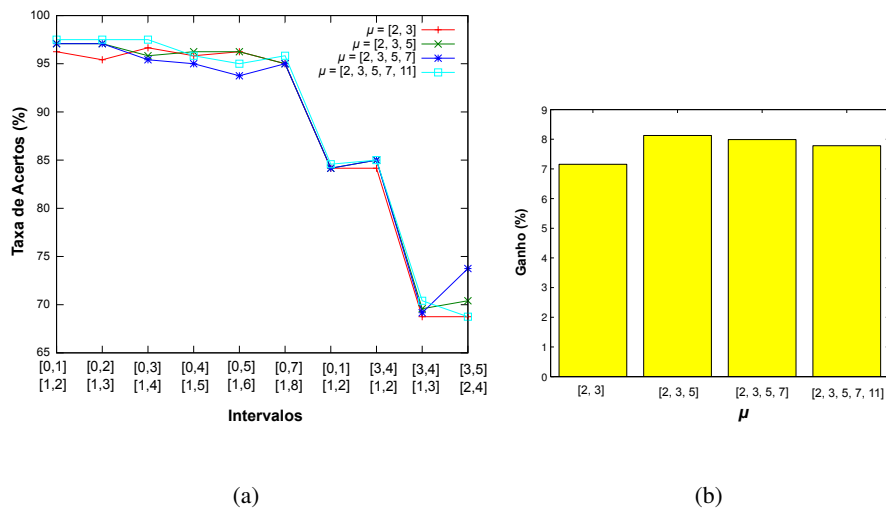 100
95
90
85
80
75
70
65
Taxa de Acertos (%)
μ = [2, 3]
μ = [2, 3, 5]
μ = [2, 3, 5, 7]
μ = [2, 3, 5, 7, 11]
[0,1] [0,2] [0,3] [0,4] [0,5] [0,7] [0,1] [3,4] [3,4] [3,5]
[1,2] [1,3] [1,4] [1,5] [1,6] [1,8] [1,2] [1,2] [1,3] [2,4]
Intervalos
(a)
9
8
7
6
5
4
3
2
1
0
Ganho (%)
[2, 3] [2, 3, 5] [2, 3, 5, 7] [2, 3, 5, 7, 11]
μ
(b)